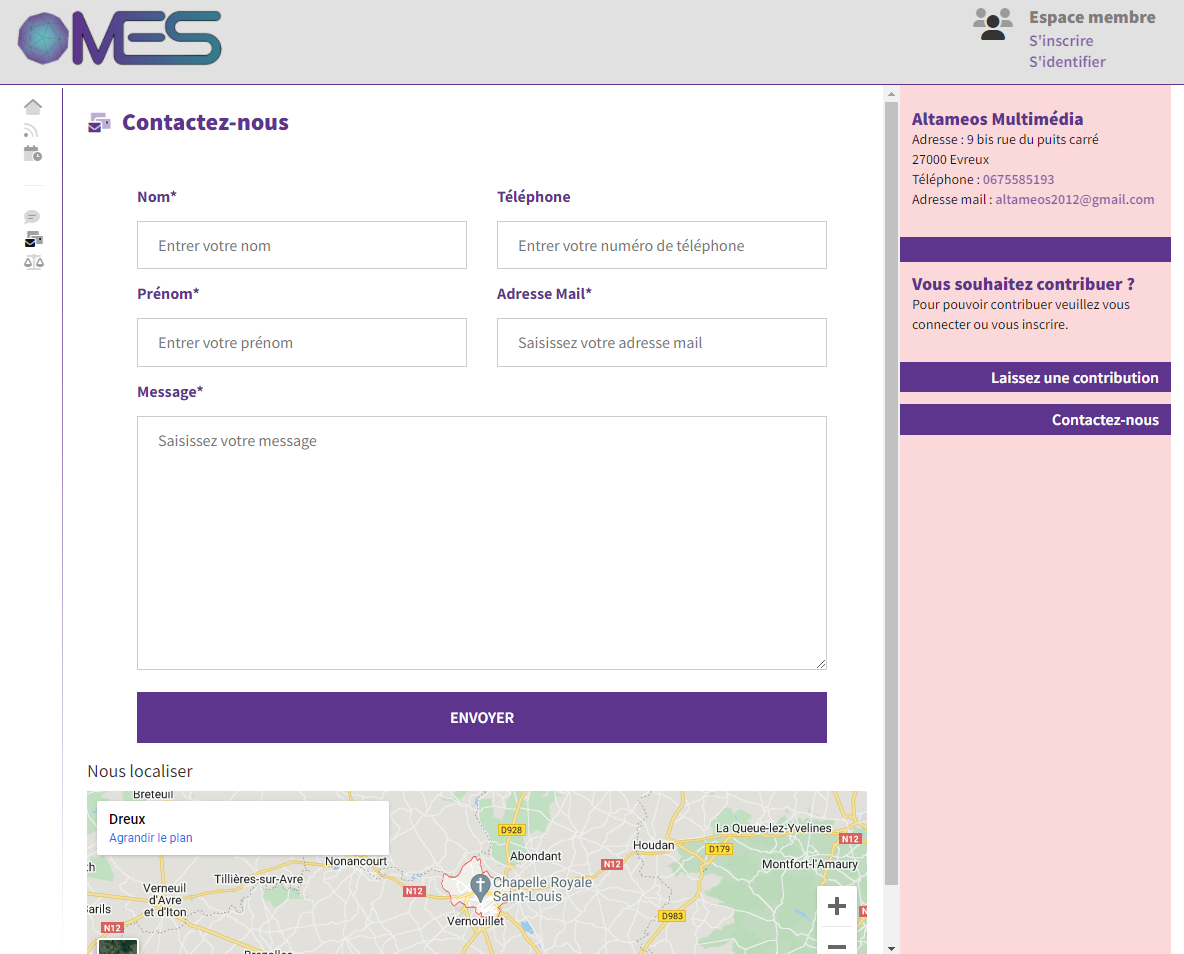 MES
Espace membre
S'inscrire
S'identifier
Contactez-nous
Nom*
Téléphone
Entrer votre nom
Entrer votre numéro de téléphone
Prénom*
Adresse Mail*
Entrer votre prénom
Saisissez votre adresse mail
Message*
Saisissez votre message
ENVOYER
Nous localiser
Breteuil
Dreux
Agrandir le plan
D928
La Queue-lez-Yvelines
N12
Houdan
D179
Abondant
Nonancourt
N12
Montfort-l'Amaury
Tillières-sur-Avre
Chapelle Royale
Saint-Louis
Verneuil
d'Avre
et d'Iton
N12
D983
Vernouillet
N12
Altameos Multimédia
Adresse : 9 bis rue du puits carré
27000 Evreux
Téléphone : 0675585193
Adresse mail : altameos2012@gmail.com
Vous souhaitez contribuer ?
Pour pouvoir contribuer veuillez vous
connecter ou vous inscrire.
Laissez une contribution
Contactez-nous